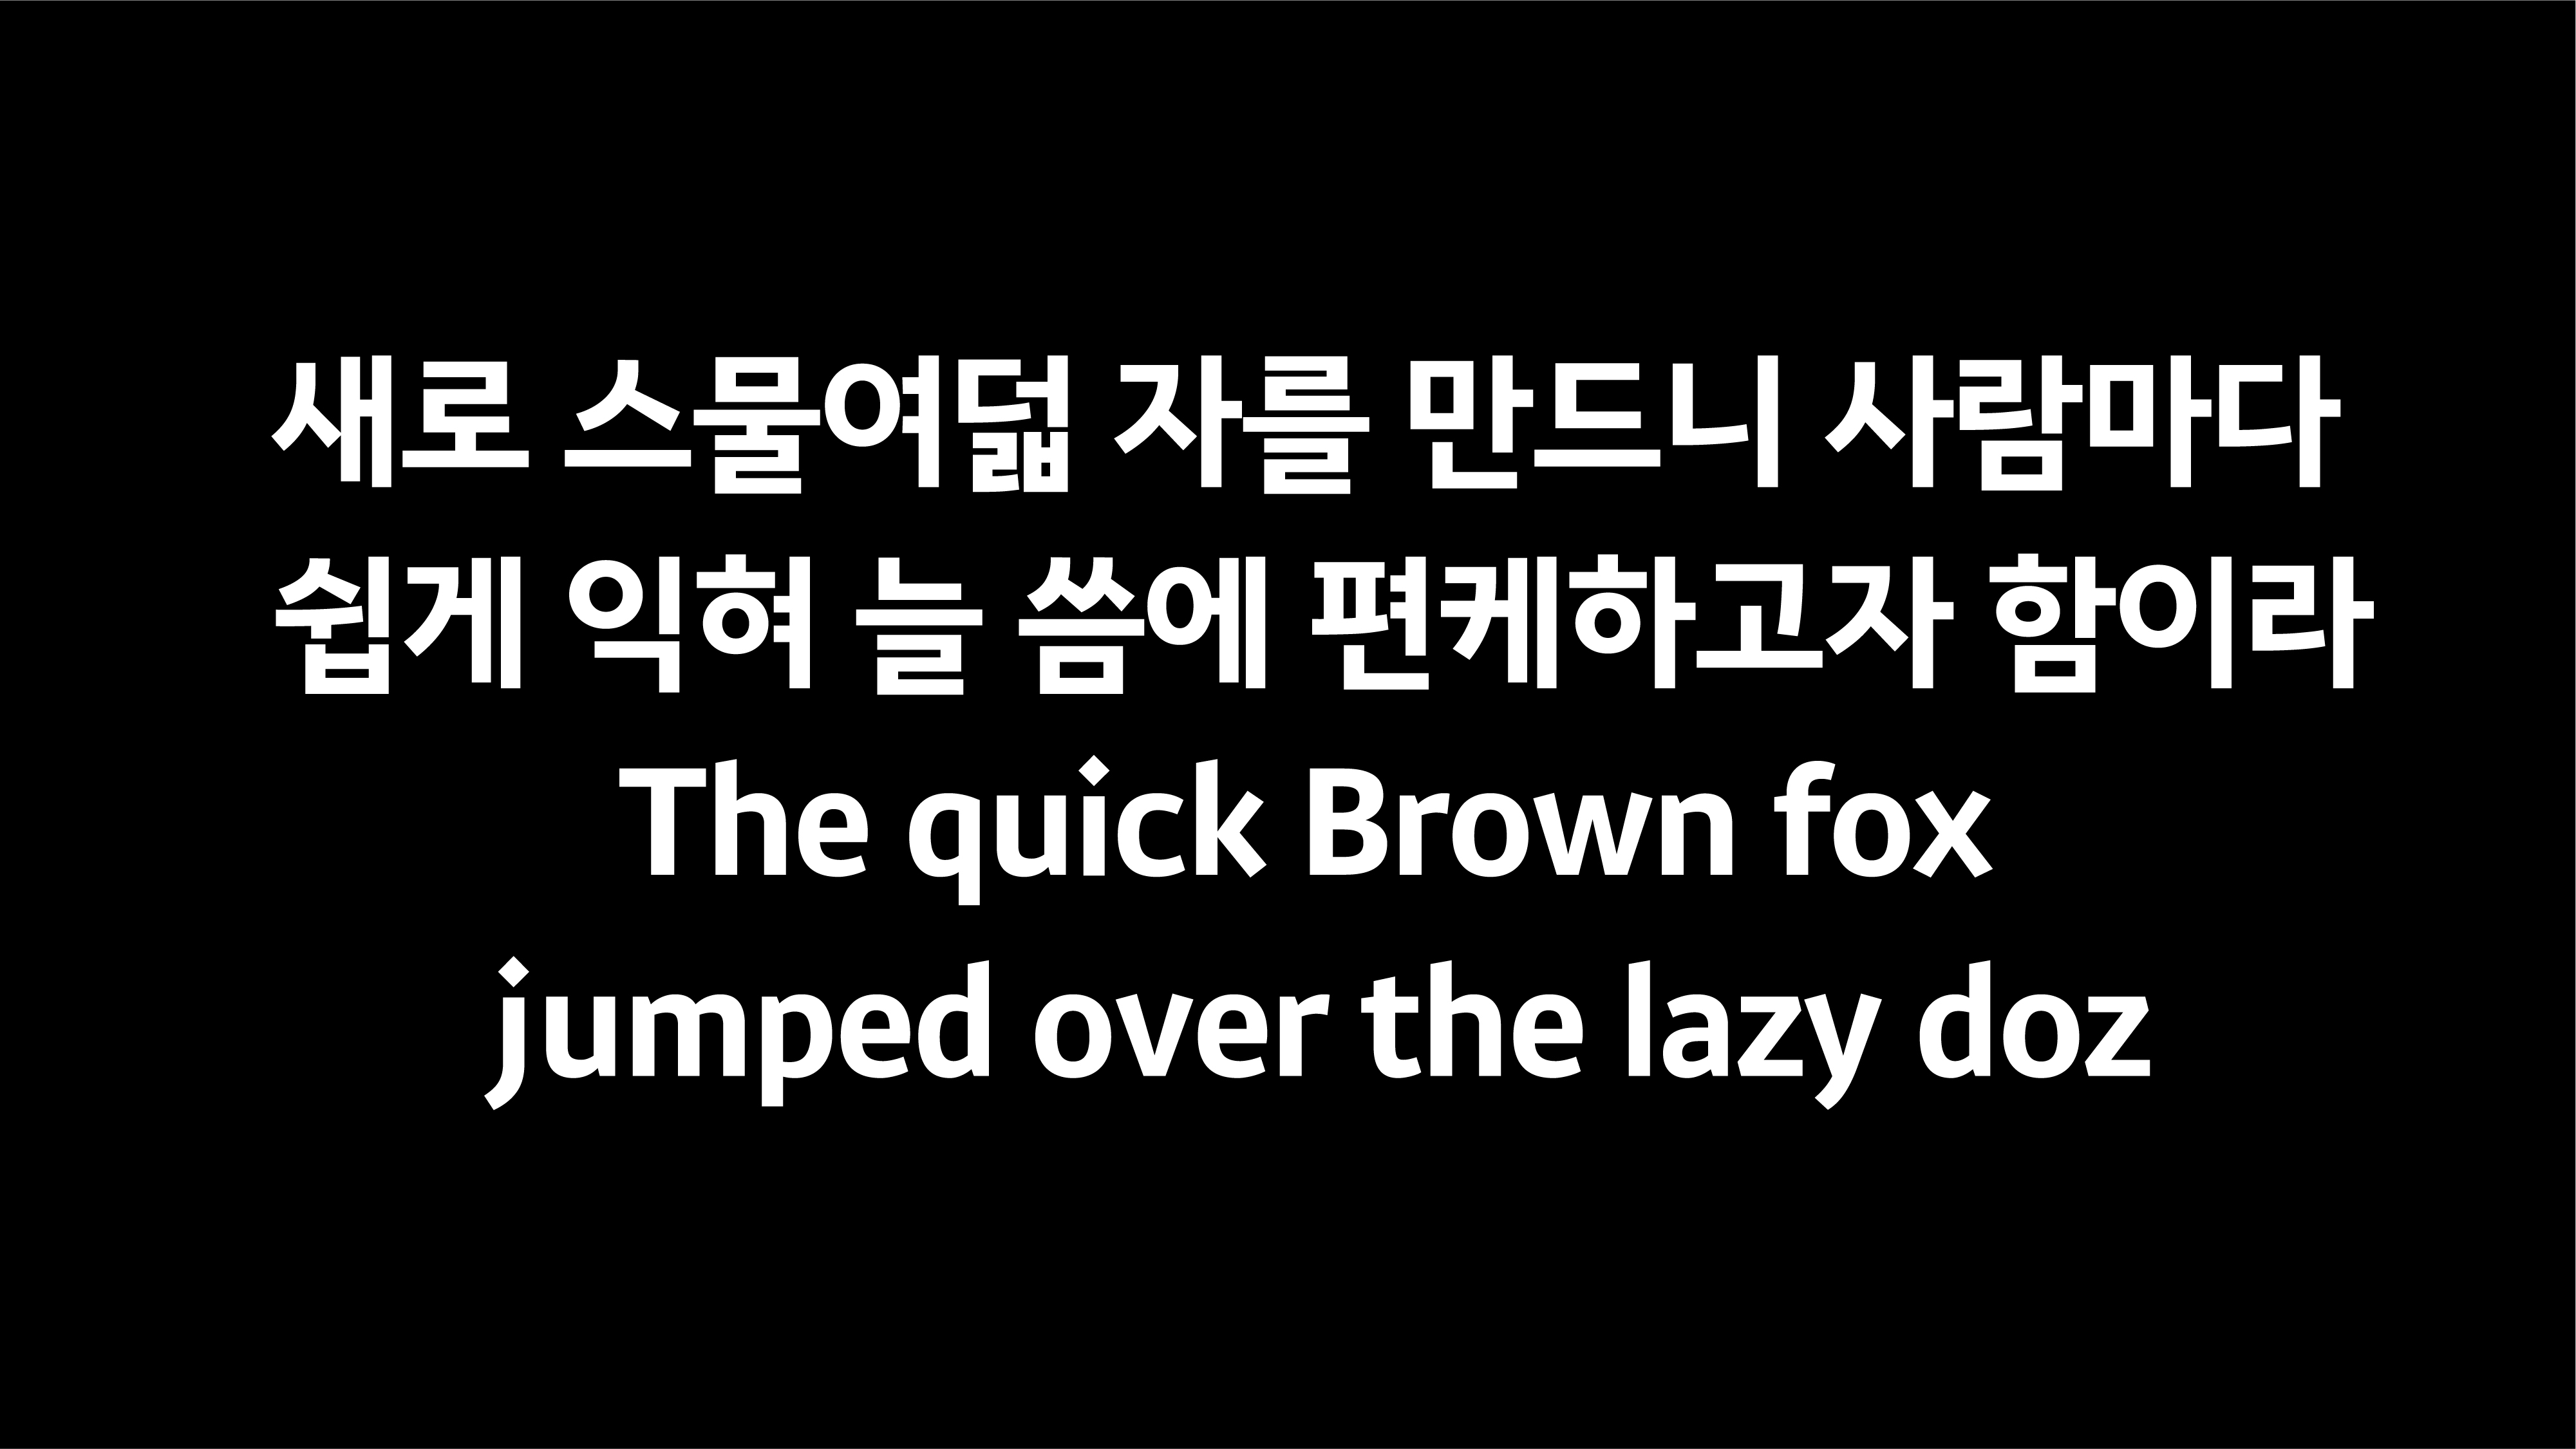 새로 스물여덟 자를 만드니 사람마다
쉽게 익혀 늘 씀에 편케하고자 함이라
The quick Brown fox
jumped over the lazy doz